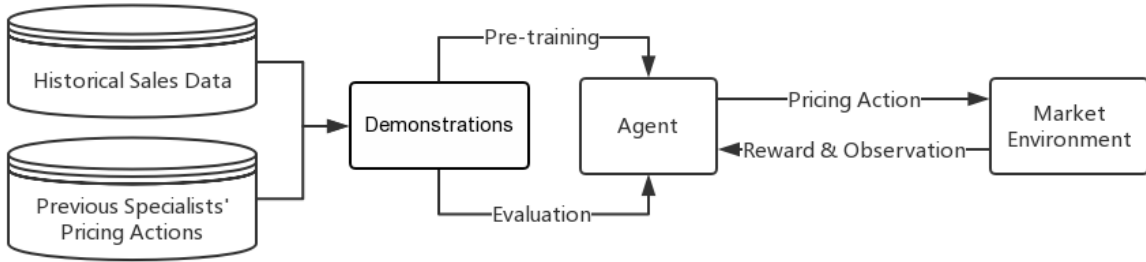 Historical Sales Data
Previous Specialists'
Pricing Actions
Demonstrations
Pre-training
Evaluation
Agent
Pricing Action
Reward & Observation
Market
Environment